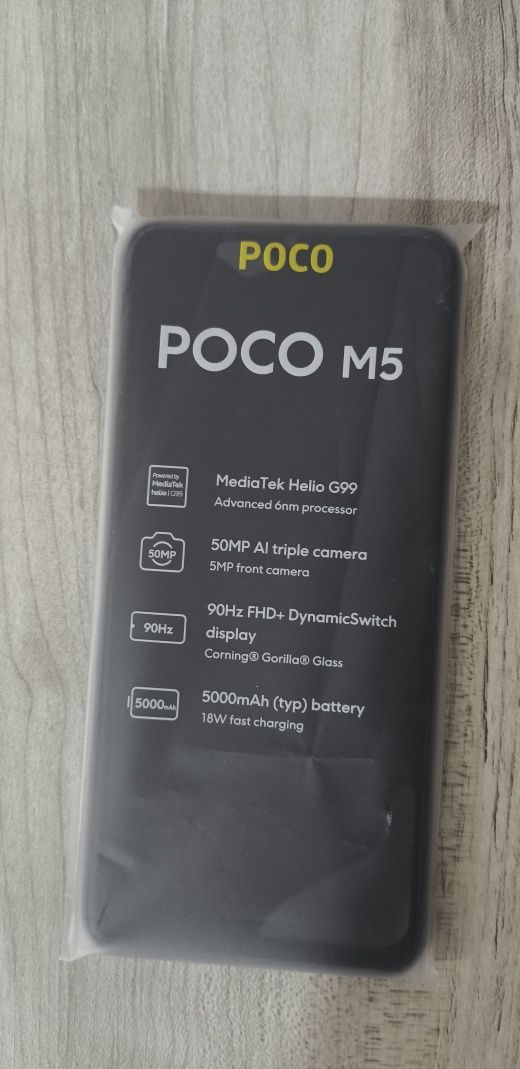 POCO
POCO M5
Powered by
MediaTek
helio | G99
MediaTek Helio G99
Advanced 6nm processor
50MP
50MP AI triple camera
5MP front camera
90Hz
90Hz FHD+ DynamicSwitch
display
Corning® Gorilla® Glass
5000mAh
5000mAh (typ) battery
18W fast charging